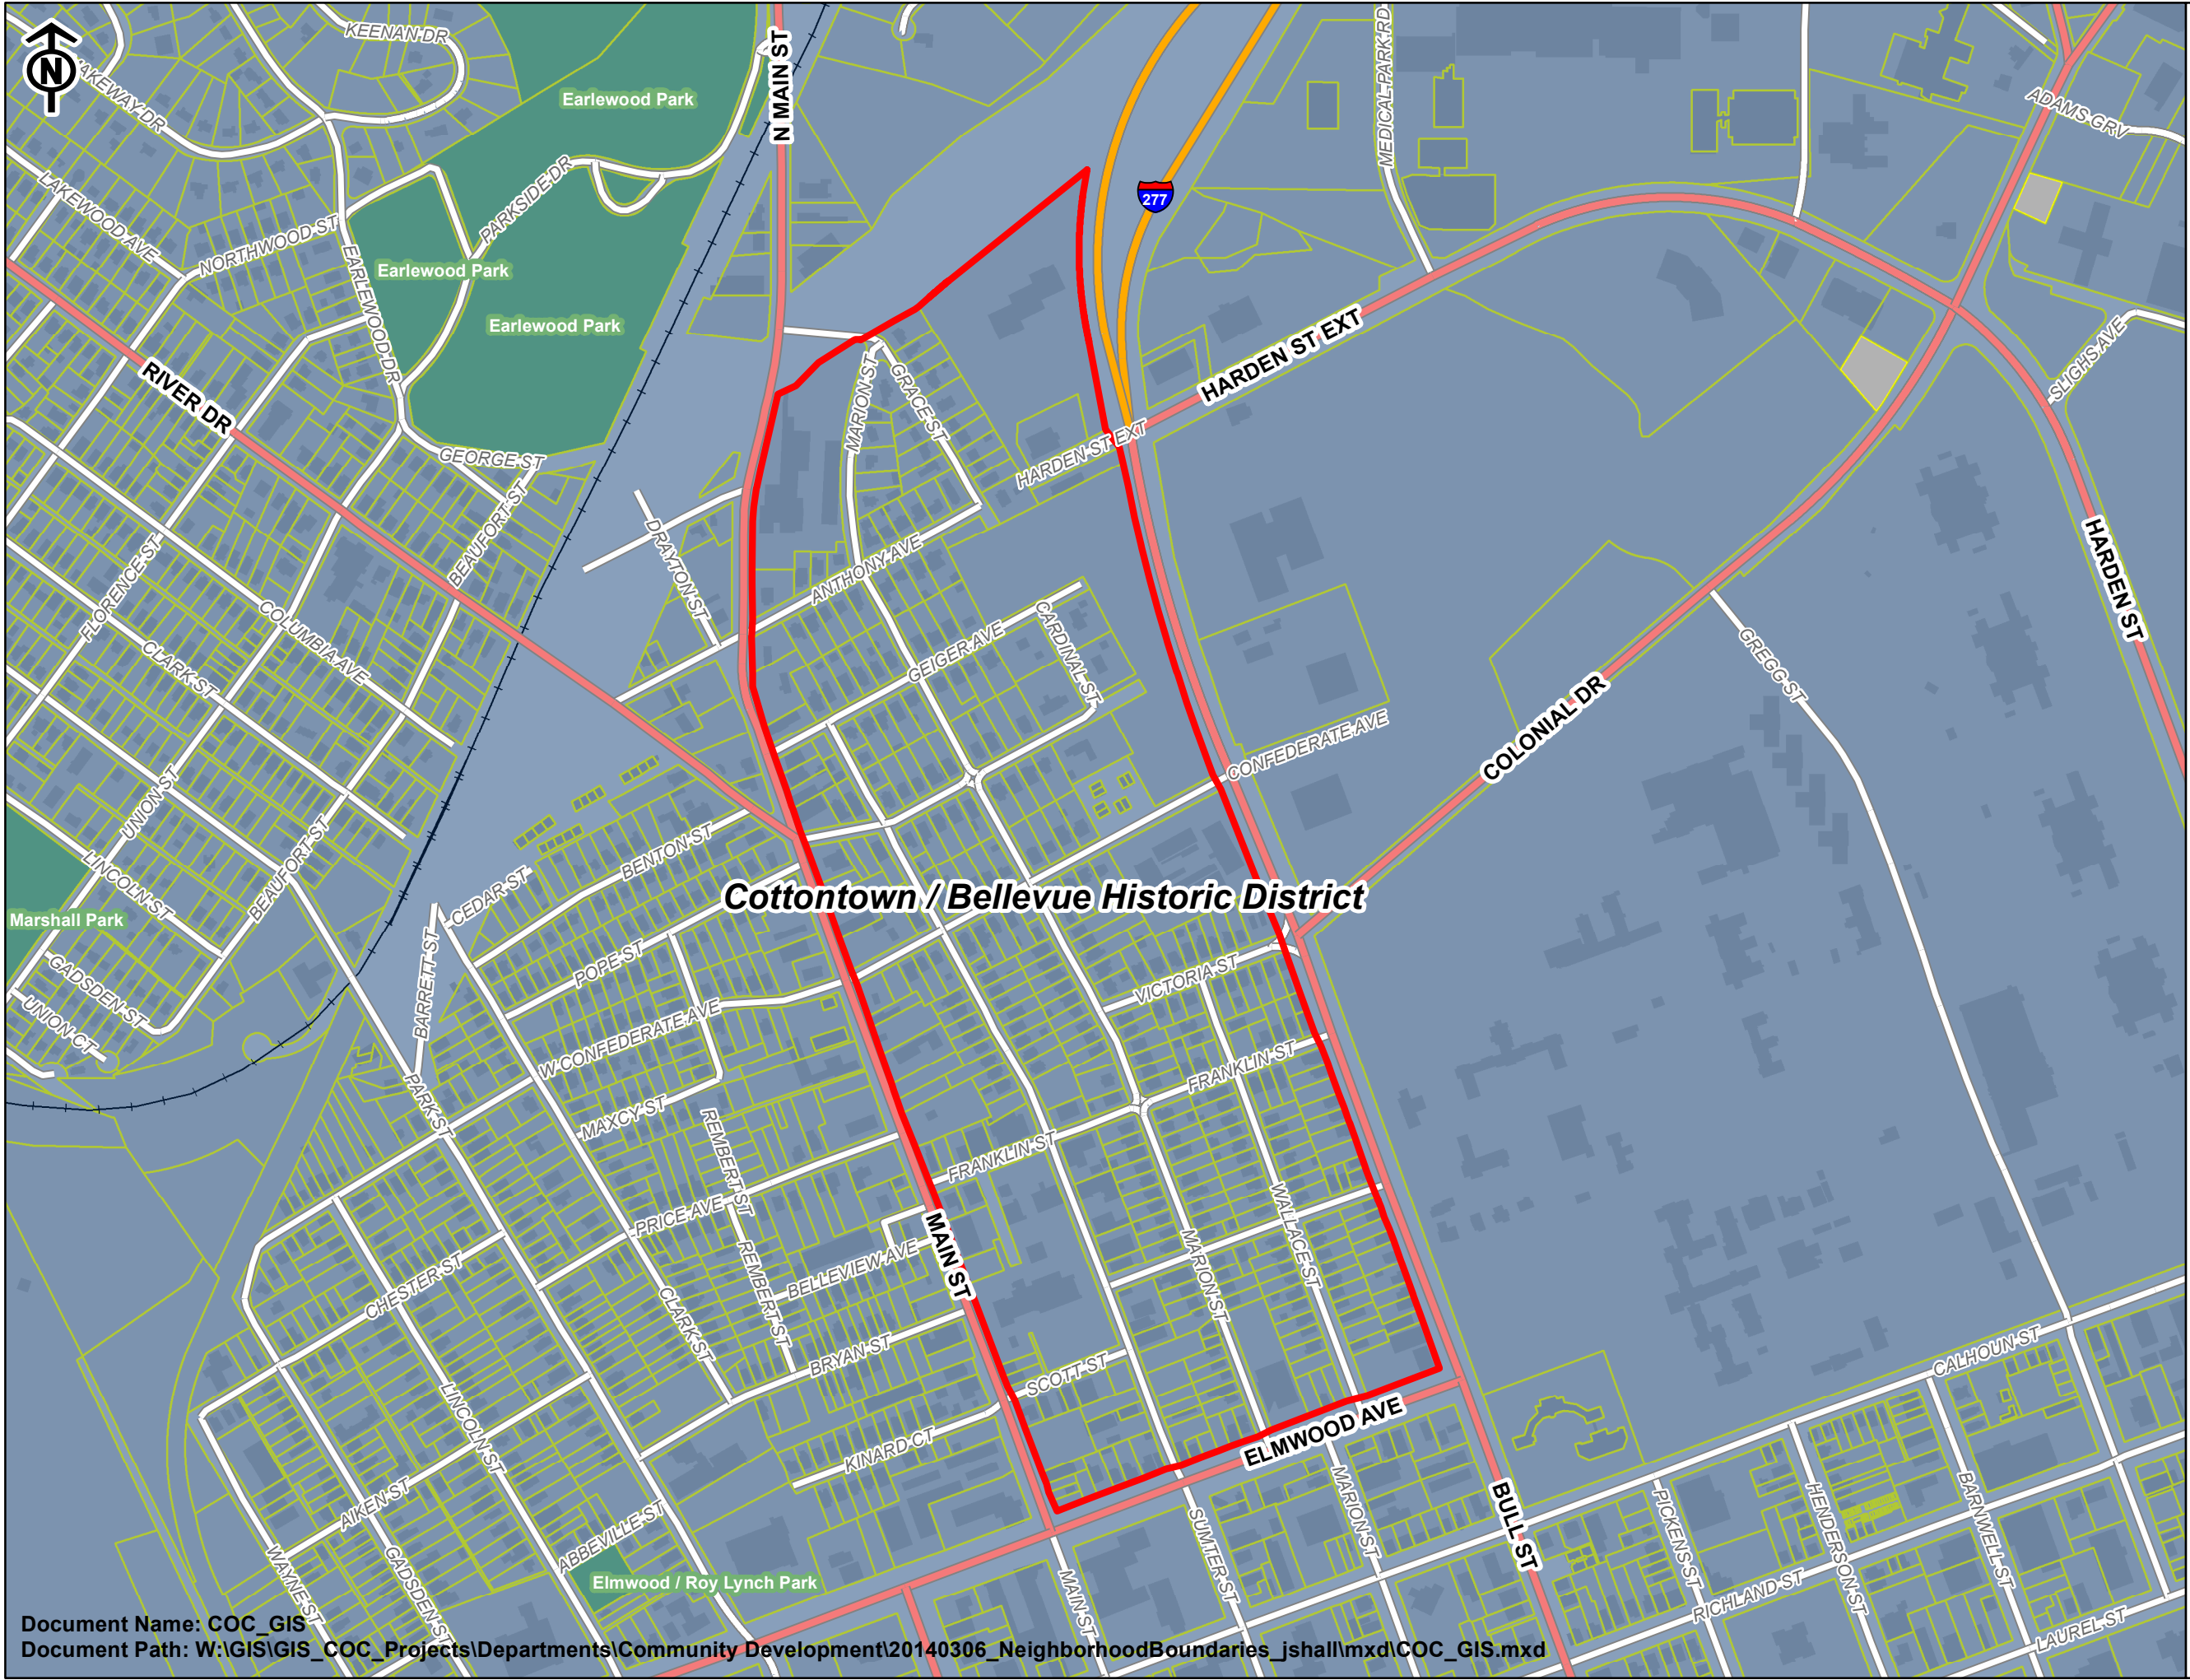 N
KEENAN DR
LAKEWAY DR
Earlewood Park
N MAIN ST
MEDICAL PARK RD
ADAMS GRV
277
LAKEWOOD AVE
NORTHWOOD ST
PARKSIDE DR
EARLEWOOD DR
Earlewood Park
Earlewood Park
RIVER DR
GEORGE ST
MARION ST
GRACE ST
HARDEN ST EXT
HARDEN ST EXT
SLIGHS AVE
BEAUFORT ST
DRAYTON ST
ANTHONY AVE
HARDEN ST
FLORENCE ST
COLUMBIA AVE
CLARK ST
GEIGER AVE
CARDINAL ST
GREGG ST
COLONIAL DR
CONFEDERATE AVE
UNION ST
LINCOLN ST
BEAUFORT ST
BENTON ST
CEDAR ST
Cottontown / Bellevue Historic District
Marshall Park
GADSDEN ST
UNION CT
BARRETT ST
POPE ST
VICTORIA ST
W CONFEDERATE AVE
FRANKLIN ST
PARK ST
MAXCY ST
REMBERT ST
FRANKLIN ST
PRICE AVE
WALLACE ST
MAIN ST
BELLEVIEW AVE
REMBERT ST
MARION ST
CHESTER ST
CLARK ST
BRYAN ST
SCOTT ST
CALHOUN ST
LINCOLN ST
KINARD CT
ELMWOOD AVE
AIKEN ST
ABBEVILLE ST
MARION ST
BULL ST
PICKENS ST
HENDERSON ST
BARNWELL ST
WAYNE ST
GADSDEN ST
Elmwood / Roy Lynch Park
MAIN ST
SUMTER ST
RICHLAND ST
LAUREL ST
Document Name: COC_GIS
Document Path: W:\GIS\GIS_COC_Projects\Departments\Community Development\20140306_NeighborhoodBoundaries_jshall\mxd\COC_GIS.mxd